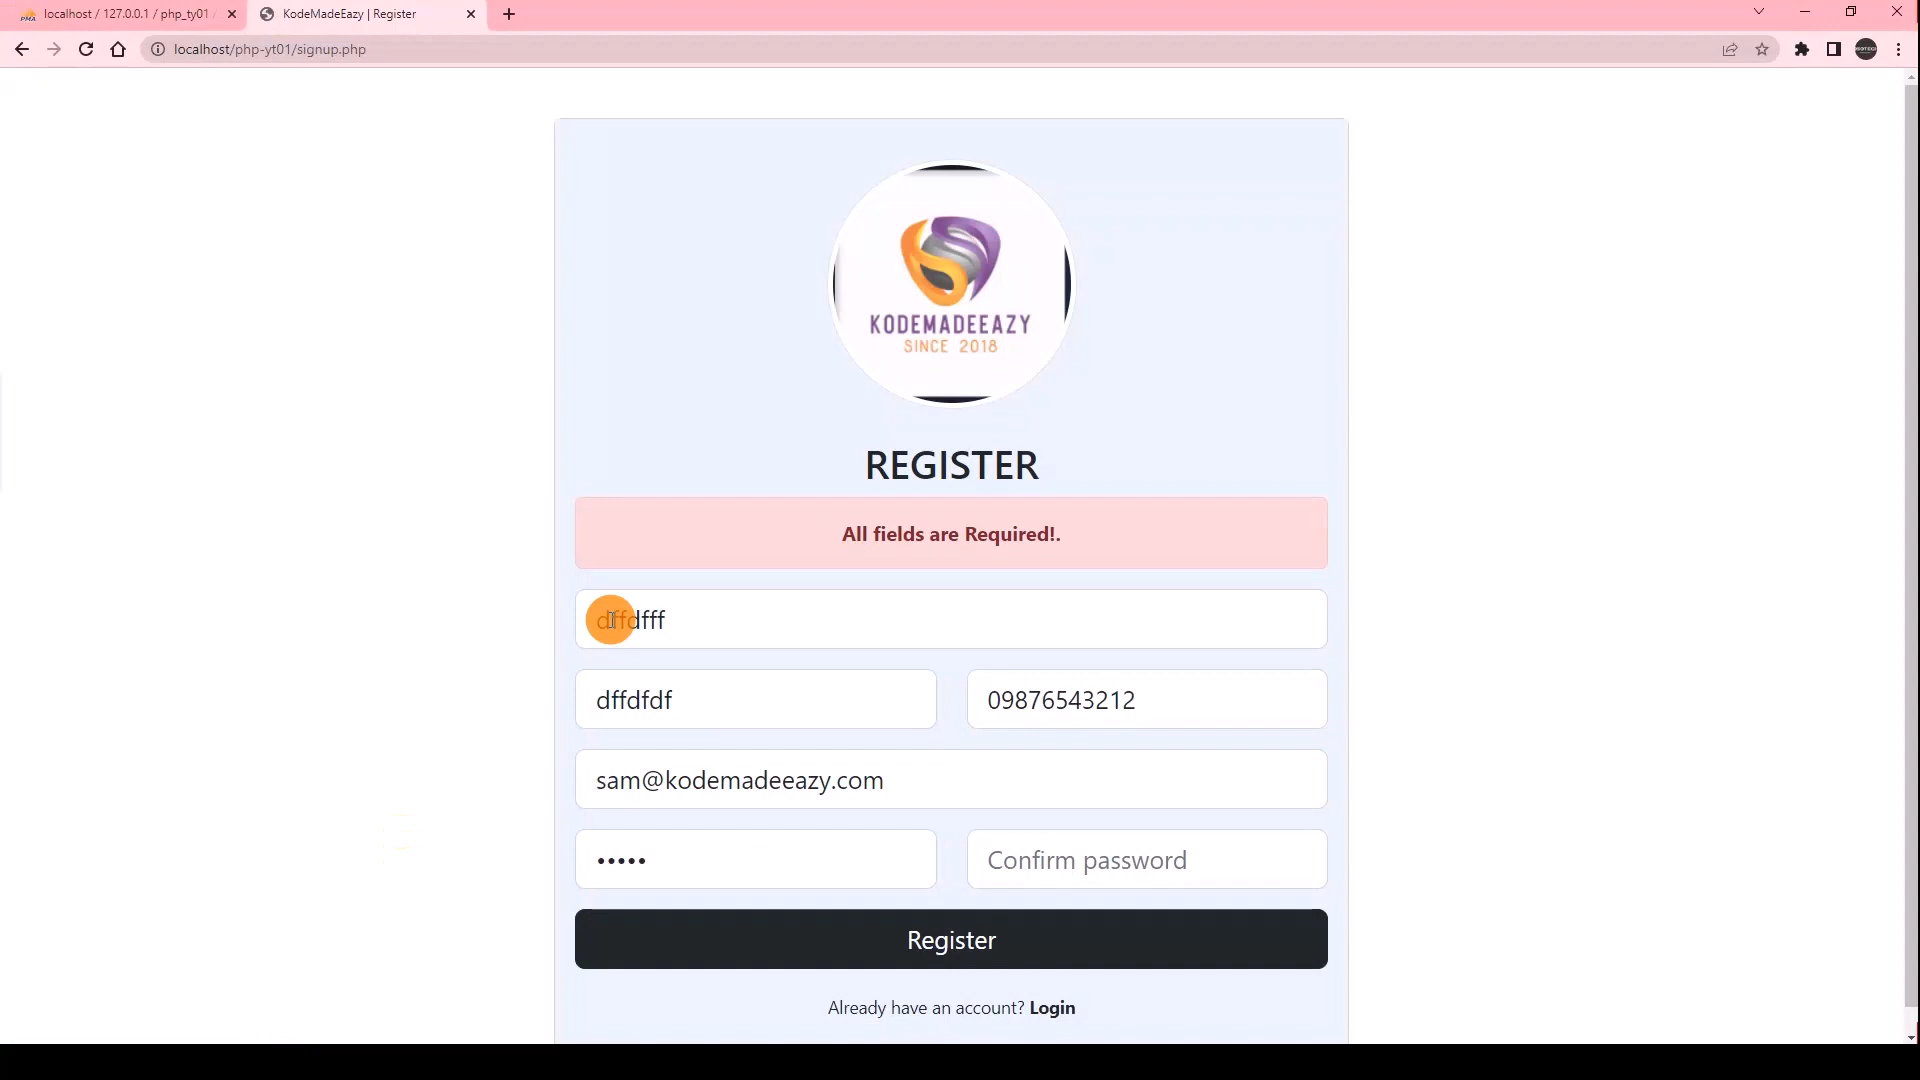 localhost / 127.0.0.1 / php_ty01
KodeMadeEazy | Register
localhost/php-yt01/signup.php
KODEMADEEAZY
SINCE 2018
REGISTER
All fields are Required!.
dffdfff
dffdfdf
09876543212
sam@kodemadeeazy.com
•••••
Confirm password
Register
Already have an account? Login